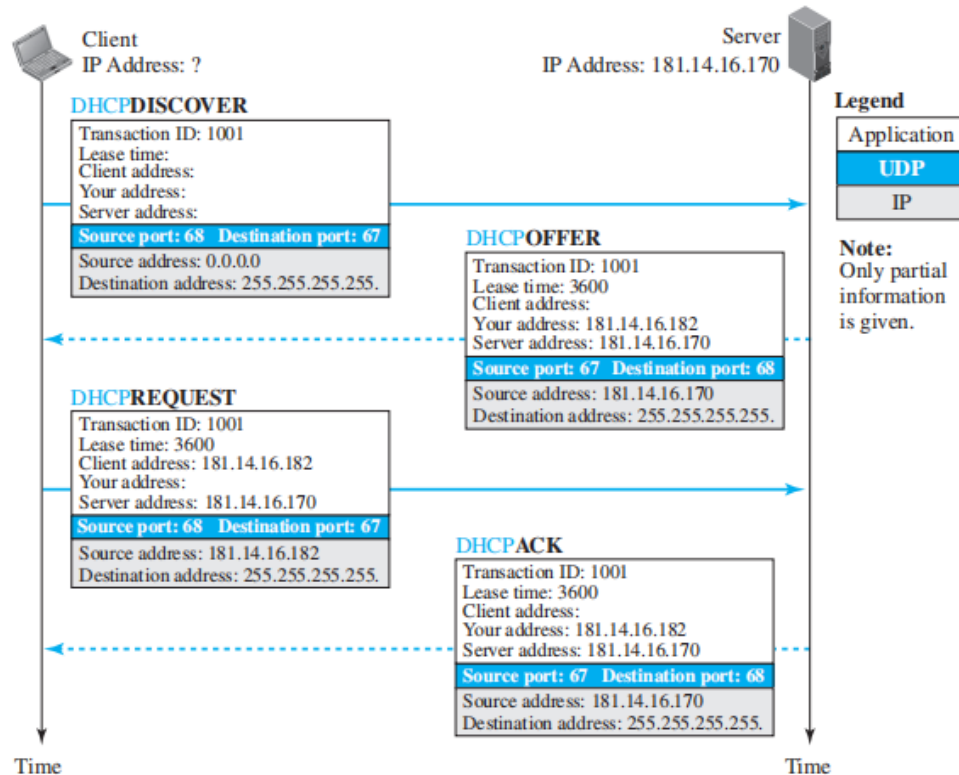 Client
IP Address: ?
Server
IP Address: 181.14.16.170
DHCPDISCOVER
Transaction ID: 1001
Lease time:
Client address:
Your address:
Server address:
Source port: 68 Destination port: 67
Source address: 0.0.0.0
Destination address: 255.255.255.255.
Legend
Application
UDP
IP
Note:
Only partial
information
is given.
DHCPOFFER
Transaction ID: 1001
Lease time: 3600
Client address:
Your address: 181.14.16.182
Server address: 181.14.16.170
Source port: 67 Destination port: 68
Source address: 181.14.16.170
Destination address: 255.255.255.255.
DHCPREQUEST
Transaction ID: 1001
Lease time: 3600
Client address: 181.14.16.182
Your address:
Server address: 181.14.16.170
Source port: 68 Destination port: 67
Source address: 181.14.16.182
Destination address: 255.255.255.255.
DHCPACK
Transaction ID: 1001
Lease time: 3600
Client address:
Your address: 181.14.16.182
Server address: 181.14.16.170
Source port: 67 Destination port: 68
Source address: 181.14.16.170
Destination address: 255.255.255.255.
Time
Time